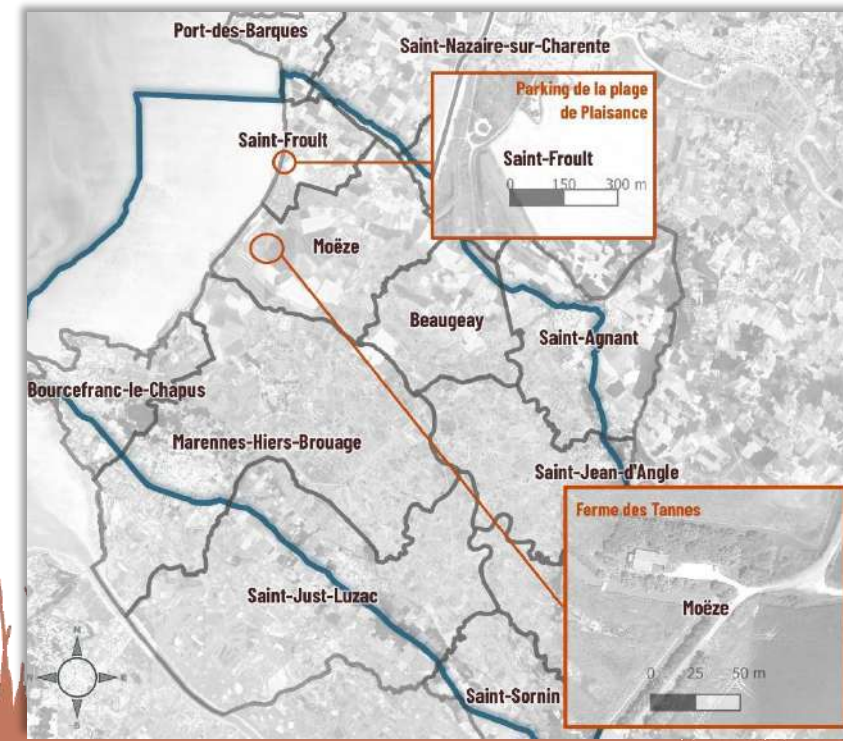 Port-des-Barques
Saint-Nazaire-sur-Charente
Parking de la plage
de Plaisance
Saint-Froult
Saint-Froult
0 150 300 m
Moëze
Beaugeay
Saint-Agnant
Bourcefranc-le-Chapus
Marennes-Hiers-Brouage
Saint-Jean-d'Angle
Ferme des Tannes
Moëze
Saint-Just-Luzac
0 25 50 m
Saint-Sornin
N
S